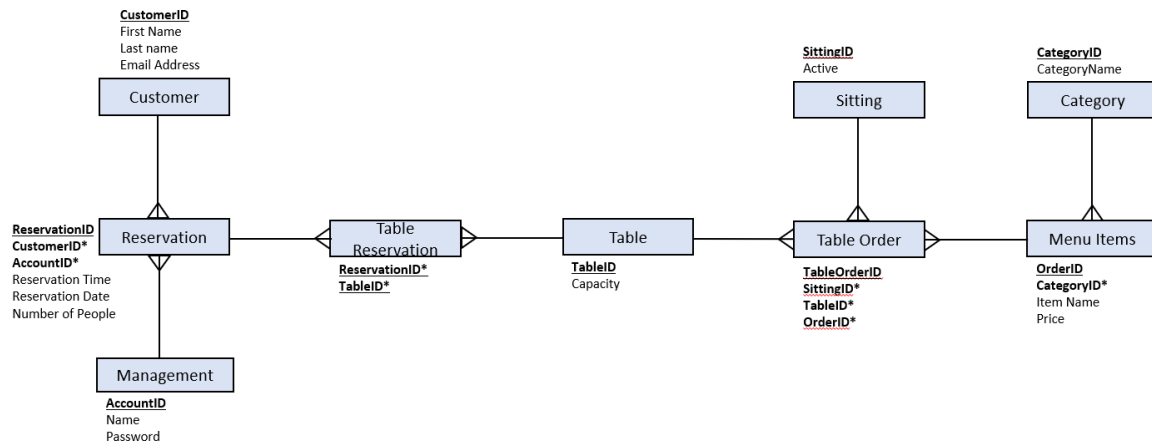 CustomerID
First Name
Last name
Email Address
Customer
SittingID
Active
Sitting
CategoryID
CategoryName
Category
ReservationID
CustomerID*
AccountID*
Reservation Time
Reservation Date
Number of People
Reservation
Table
Reservation
ReservationID*
TableID*
Table
TableID
Capacity
Table Order
TableOrderID
SittingID*
TableID*
OrderID*
Menu Items
OrderID
CategoryID*
Item Name
Price
Management
AccountID
Name
Password